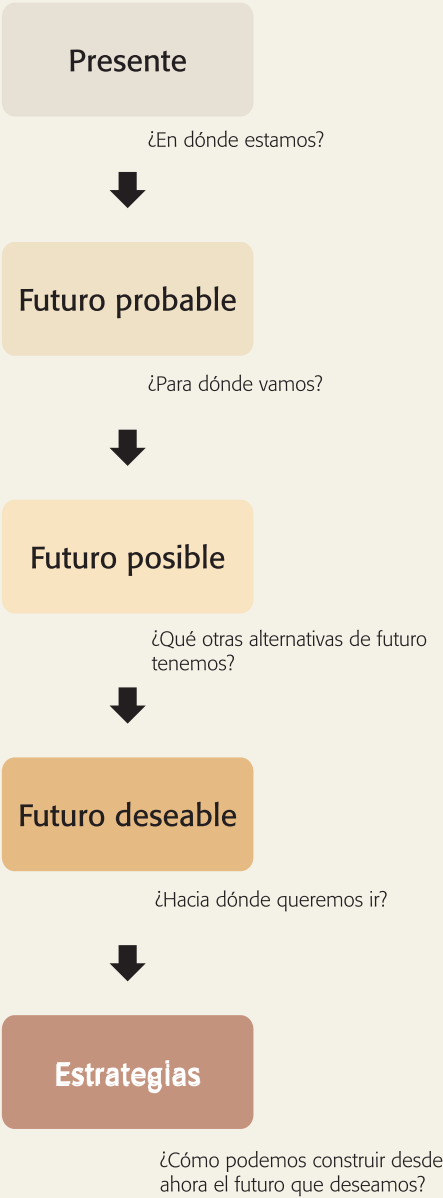 Presente
¿En dónde estamos?
Futuro probable
¿Para dónde vamos?
Futuro posible
¿Qué otras alternativas de futuro
tenemos?
Futuro deseable
¿Hacia dónde queremos ir?
Estrategias
¿Cómo podemos construir desde
ahora el futuro que deseamos?